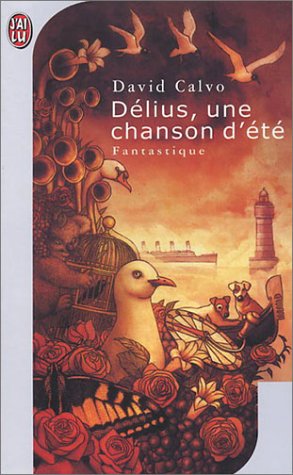 J'AI
LU
David Calvo
Délius, une
chanson d'été
Fantastique